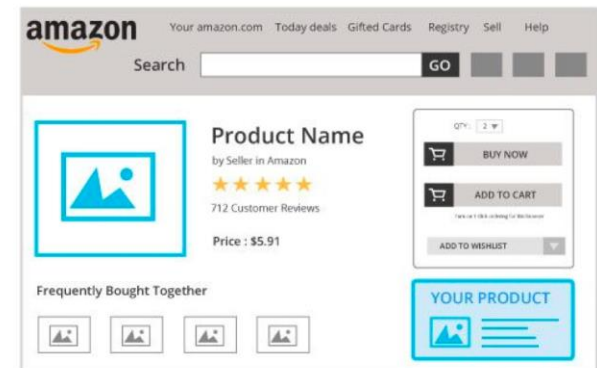 amazon
Your amazon.com Today deals Gifted Cards Registry Sell Help
Search GO
Product Name
by Seller in Amazon
712 Customer Reviews
Price : $5.91
QTY: 2
BUY NOW
ADD TO CART
ADD TO WISHLIST
Frequently Bought Together
YOUR PRODUCT